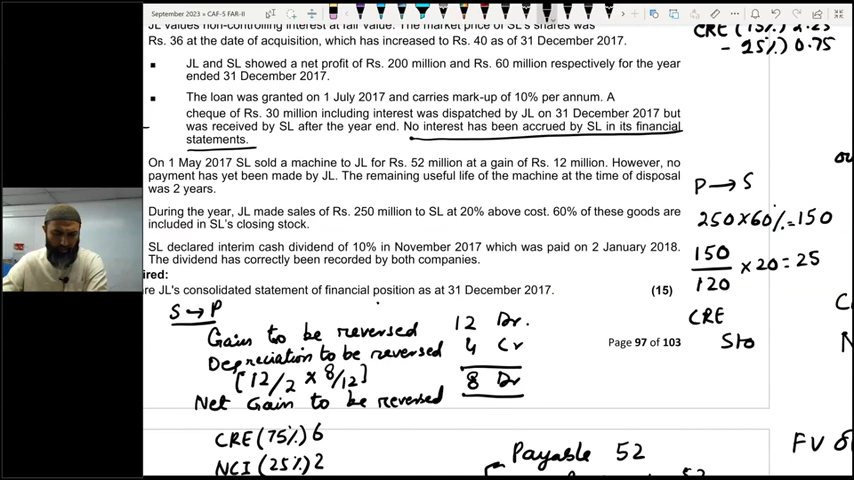 September 2023 » CAF-5 FAR-II
JL values non-controlling interest at fair value. The market price of SL's shares was
Rs. 36 at the date of acquisition, which has increased to Rs. 40 as of 31 December 2017.
CRE (75%) 2.25
- 25%) 0.75
▪ JL and SL showed a net profit of Rs. 200 million and Rs. 60 million respectively for the year
ended 31 December 2017.
▪ The loan was granted on 1 July 2017 and carries mark-up of 10% per annum. A
cheque of Rs. 30 million including interest was dispatched by JL on 31 December 2017 but
was received by SL after the year end. No interest has been accrued by SL in its financial
statements.
On 1 May 2017 SL sold a machine to JL for Rs. 52 million at a gain of Rs. 12 million. However, no
payment has yet been made by JL. The remaining useful life of the machine at the time of disposal
was 2 years.
During the year, JL made sales of Rs. 250 million to SL at 20% above cost. 60% of these goods are
included in SL's closing stock.
SL declared interim cash dividend of 10% in November 2017 which was paid on 2 January 2018.
The dividend has correctly been recorded by both companies.
ired:
re JL's consolidated statement of financial position as at 31 December 2017. (15)
Page 97 of 103
P → S
250 × 60% = 150
150
120
× 20 = 25
CRE
Sto
S → P
Gain to be reversed 12 Dr.
Depreciation to be reversed 4 Cr
[12/2 × 8/12]
8 Dr
Net Gain to be reversed
CRE (75%) 6
NCI (25%) 2
Payable 52
52
FV